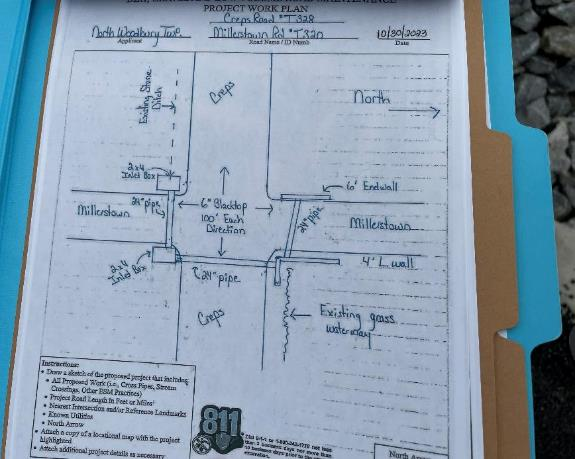 PROJECT WORK PLAN
Creps Road "T328
North Woodbury Twp.
Millerstown Rd "T320
10/30/2023
Applicant
Road Name / ID Numb
Date
Existing Stone
Ditch
Creps
North
2x4
Inlet Box
6' Endwall
24" pipe
6" Blacktop
100' Each
Direction
24" pipe
Millerstown
Millerstown
2x4
Inlet Box
24" pipe
4' L wall
Creps
Existing grass
waterway
Instructions:
• Draw a sketch of the proposed project that including
• All Proposed Work (i.e., Cross Pipes, Stream
Crossings, Other ESM Practices)
• Project Road Length in Feet or Miles
• Nearest Intersection and/or Reference Landmarks
• Known Utilities
• North Arrow
• Attach a copy of a locational map with the project
highlighted
• Attach additional project details as necessary
811
North Arrow